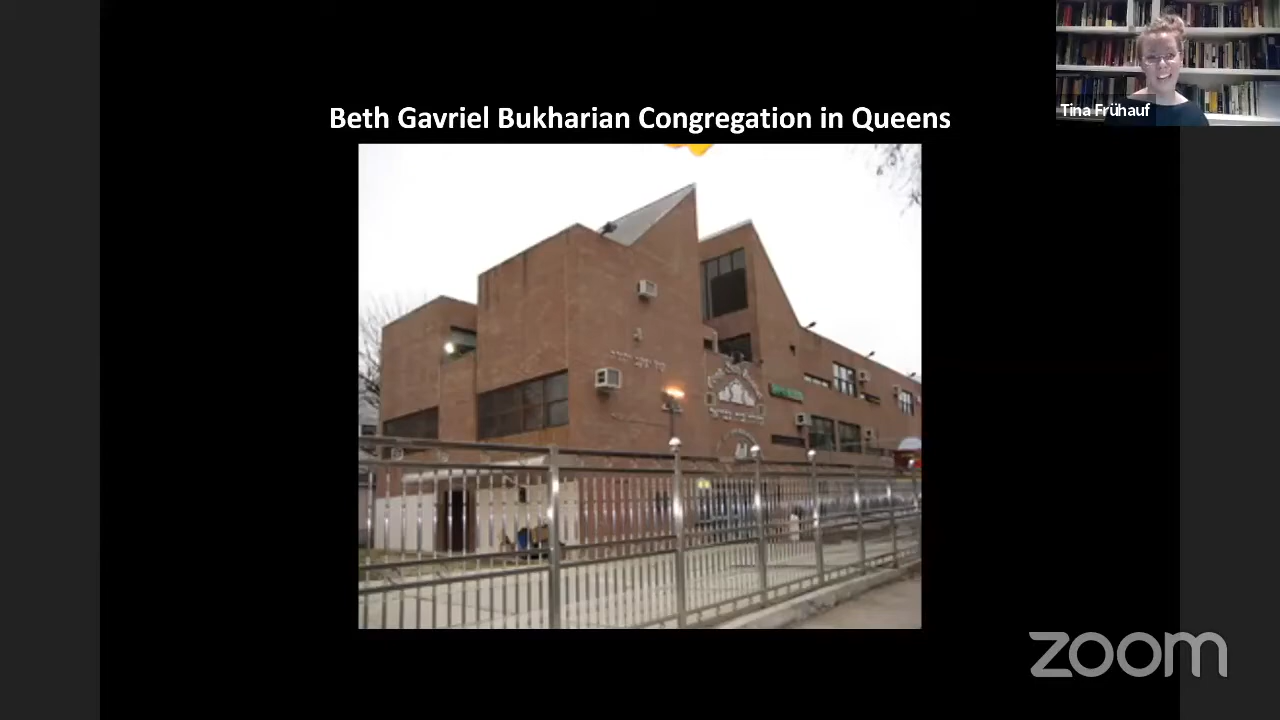 Beth Gavriel Bukharian Congregation in Queens
Tina Frühauf
zoom